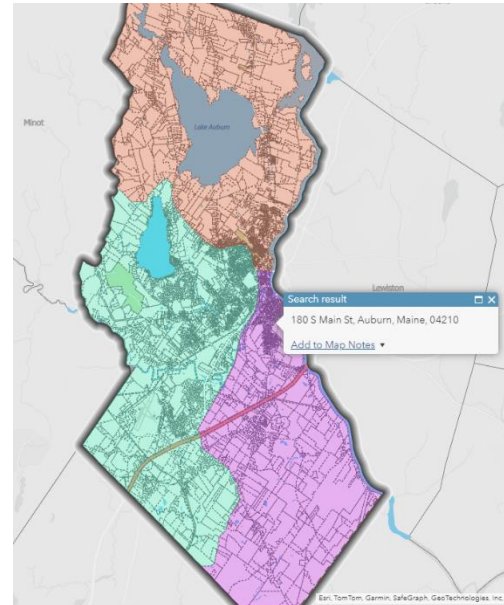 Minot
Lake Auburn
Lewiston
Search result
180 S Main St, Auburn, Maine, 04210
Add to Map Notes
Esri, TomTom, Garmin, SafeGraph, GeoTechnologies, Inc